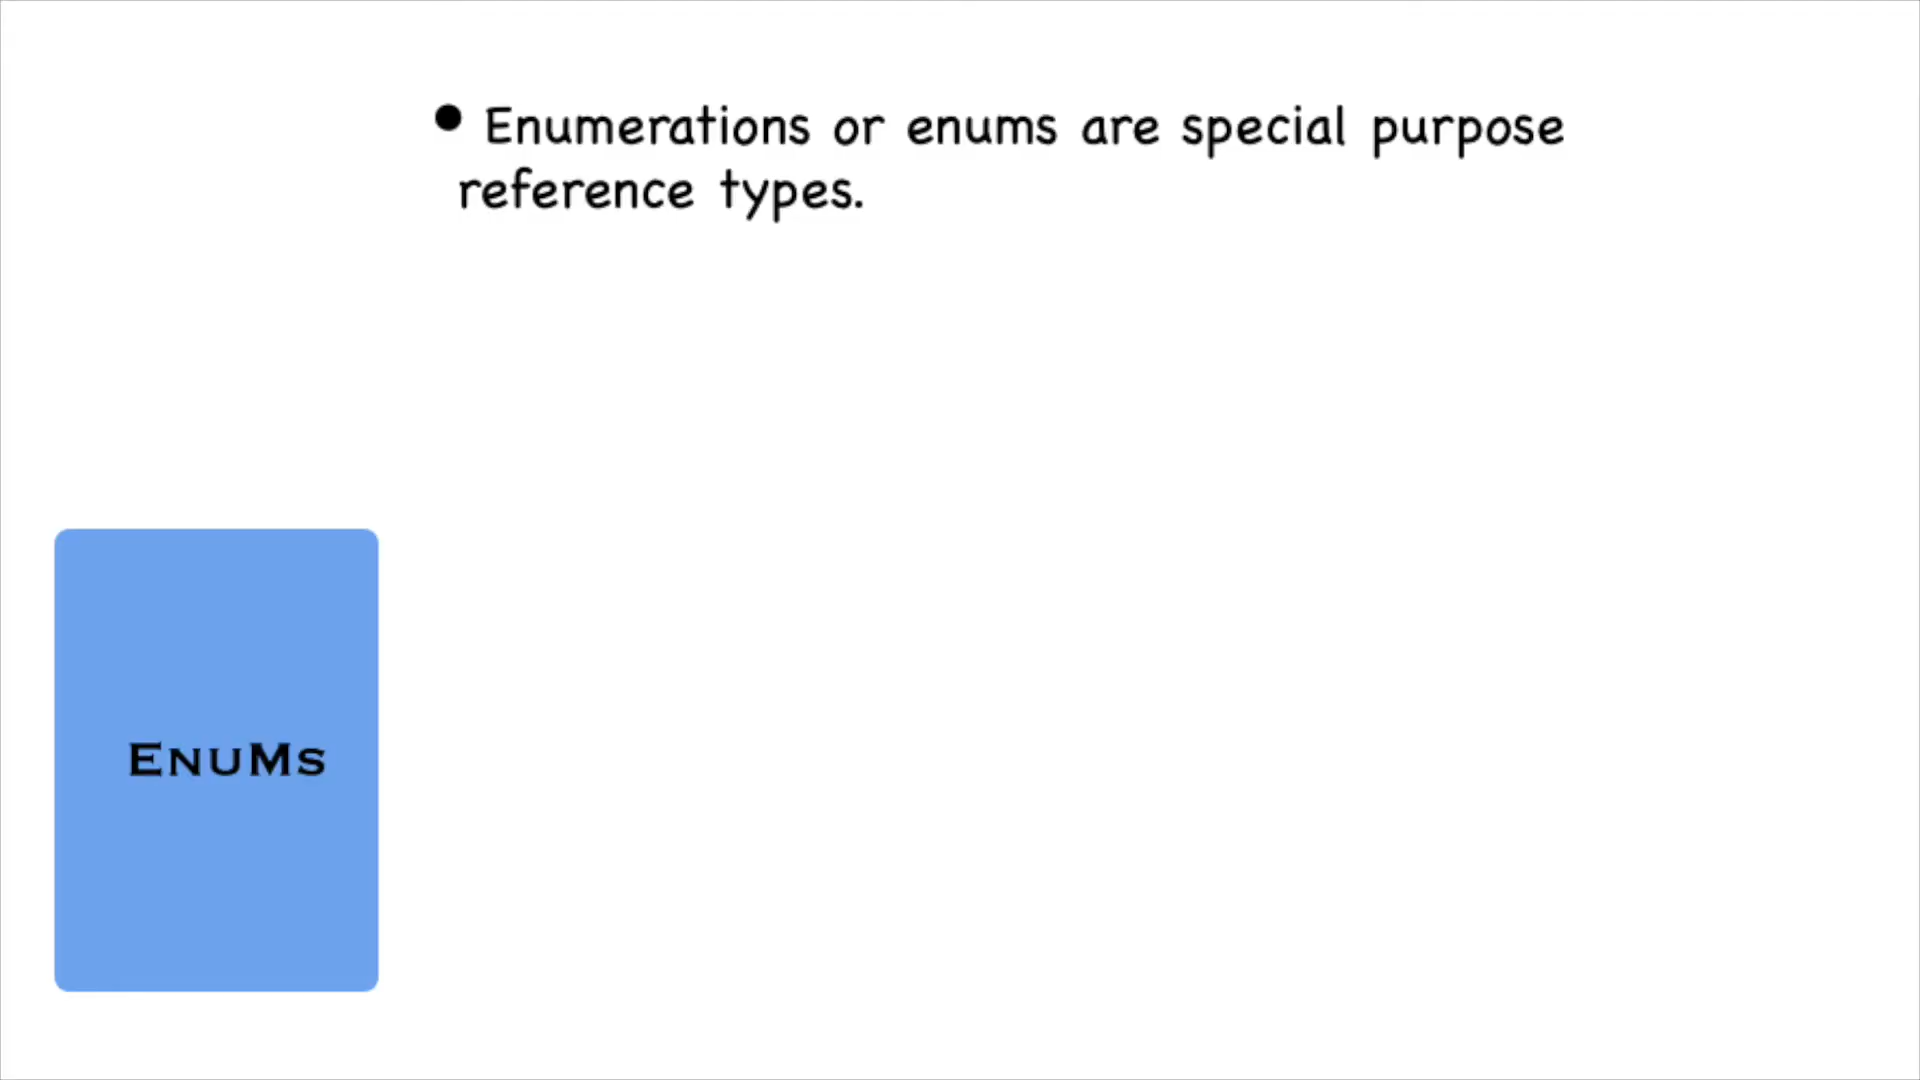 • Enumerations or enums are special purpose
reference types.
EnuMs